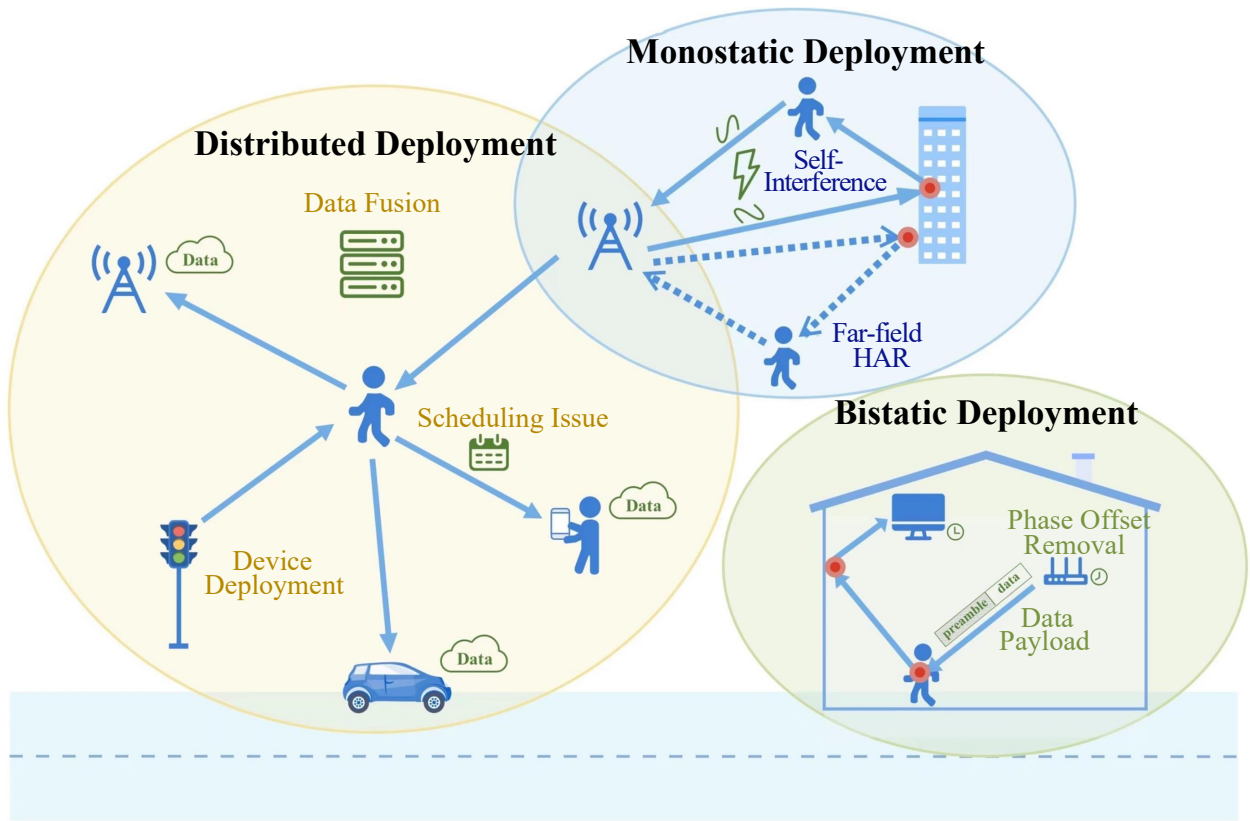 Monostatic Deployment
Distributed Deployment
Self-
Interference
Data Fusion
Data
Far-field
HAR
Scheduling Issue
Bistatic Deployment
Data
Phase Offset
Removal
Device
Deployment
preamble data
Data
Payload
Data